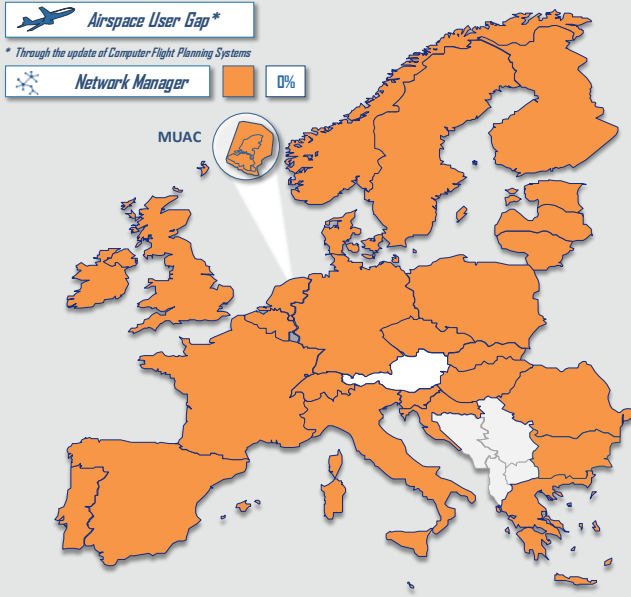 Airspace User Gap*
* Through the update of Computer Flight Planning Systems
Network Manager
0%
MUAC